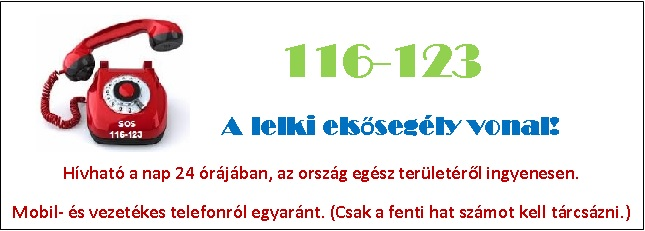 116-123
A lelki elsősegély vonal!
SOS
116-123
Hívható a nap 24 órájában, az ország egész területéről ingyenesen.
Mobil- és vezetékes telefonról egyaránt. (Csak a fenti hat számot kell tárcsázni.)